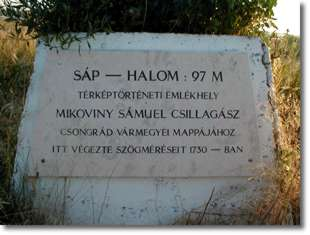 SÁP — HALOM : 97 M
TÉRKÉPTÖRTÉNETI EMLÉKHELY
MIKOVINY SÁMUEL CSILLAGÁSZ
CSONGRÁD VÁRMEGYEI MAPPÁJÁHOZ
ITT VÉGEZTE SZÖGMÉRÉSEIT 1730 — BAN